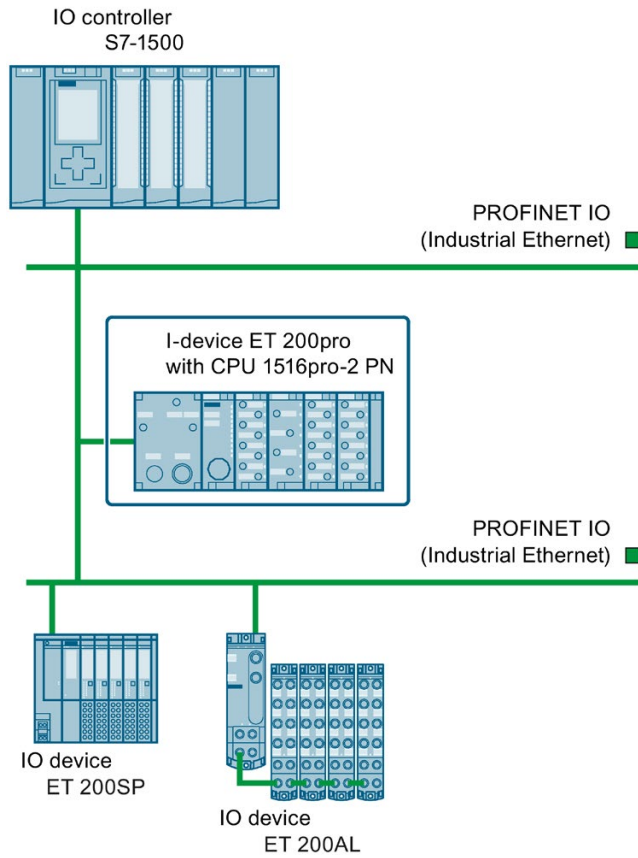 IO controller
S7-1500
PROFINET IO
(Industrial Ethernet)
I-device ET 200pro
with CPU 1516pro-2 PN
PROFINET IO
(Industrial Ethernet)
IO device
ET 200SP
IO device
ET 200AL